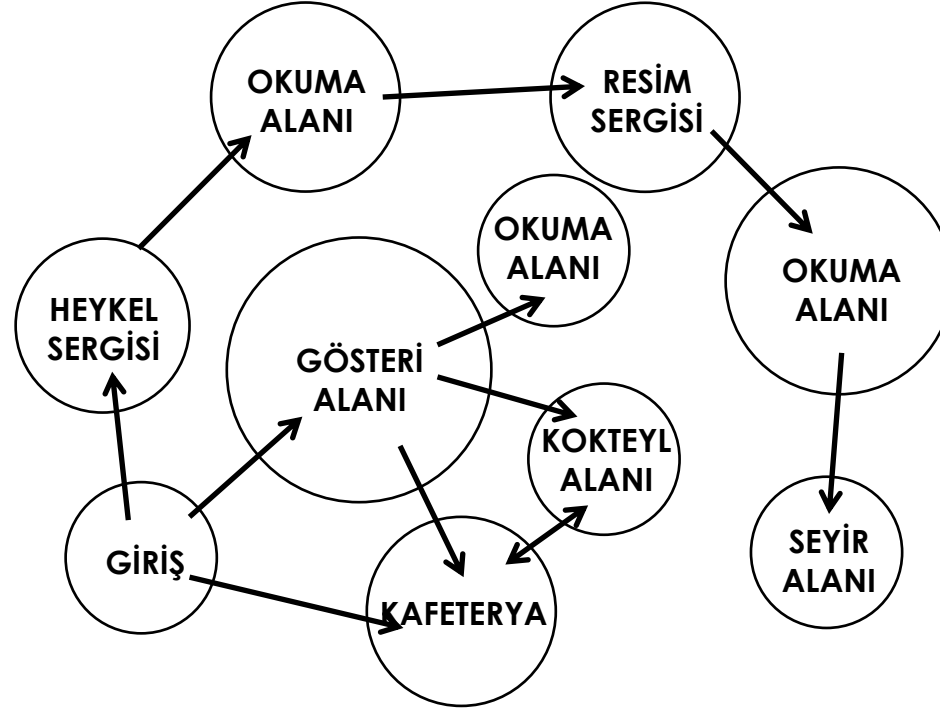 OKUMA
ALANI
RESİM
SERGİSİ
OKUMA
ALANI
OKUMA
ALANI
HEYKEL
SERGİSİ
GÖSTERİ
ALANI
KOKTEYL
ALANI
GİRİŞ
SEYİR
ALANI
KAFETERYA